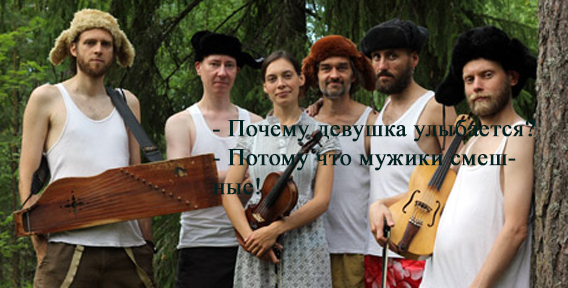 - Почему девушка улыбается?
- Потому что мужики смеш-
ные!